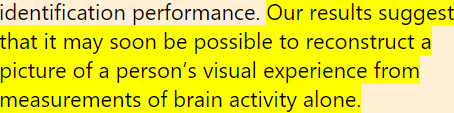 identification performance. Our results suggest
that it may soon be possible to reconstruct a
picture of a person’s visual experience from
measurements of brain activity alone.